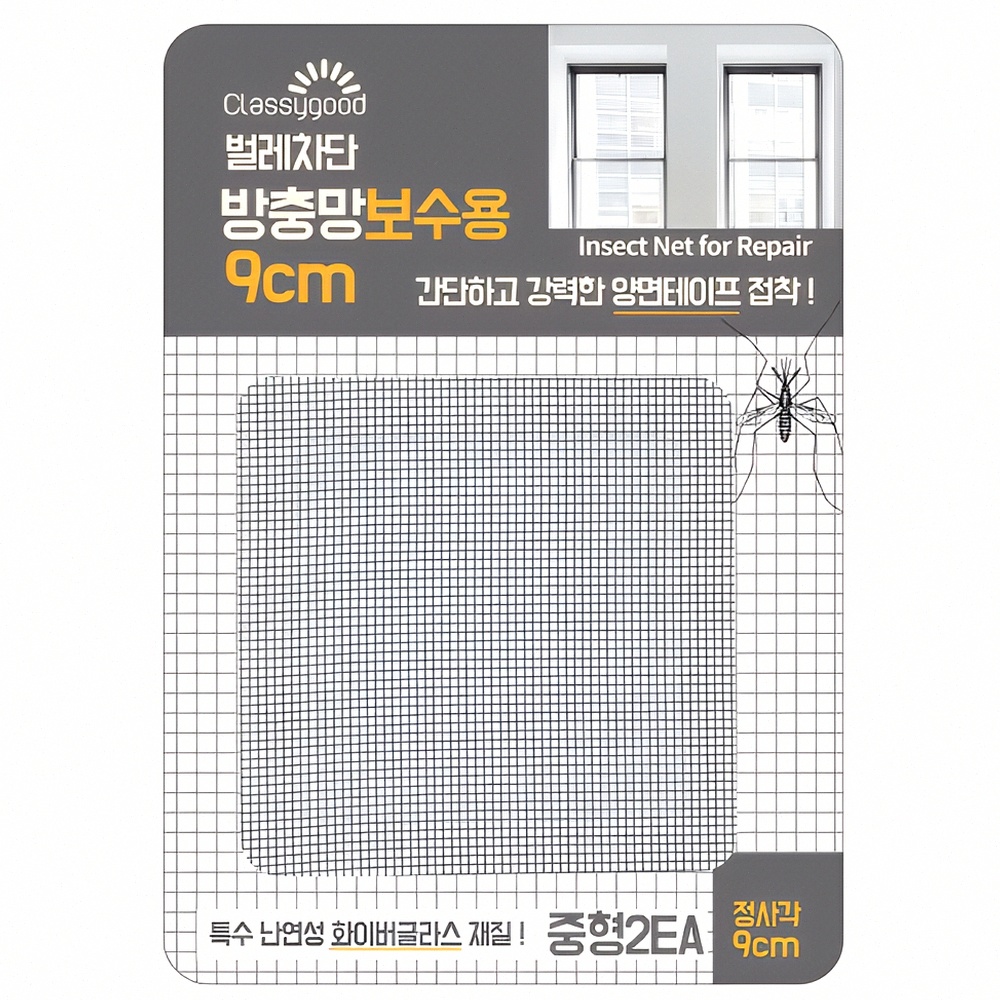 Classygood
벌레차단
방충망보수용
9cm
Insect Net for Repair
간단하고 강력한 양면테이프 접착!
특수 난연성 화이버글라스 재질!
중형2EA
정사각
9cm